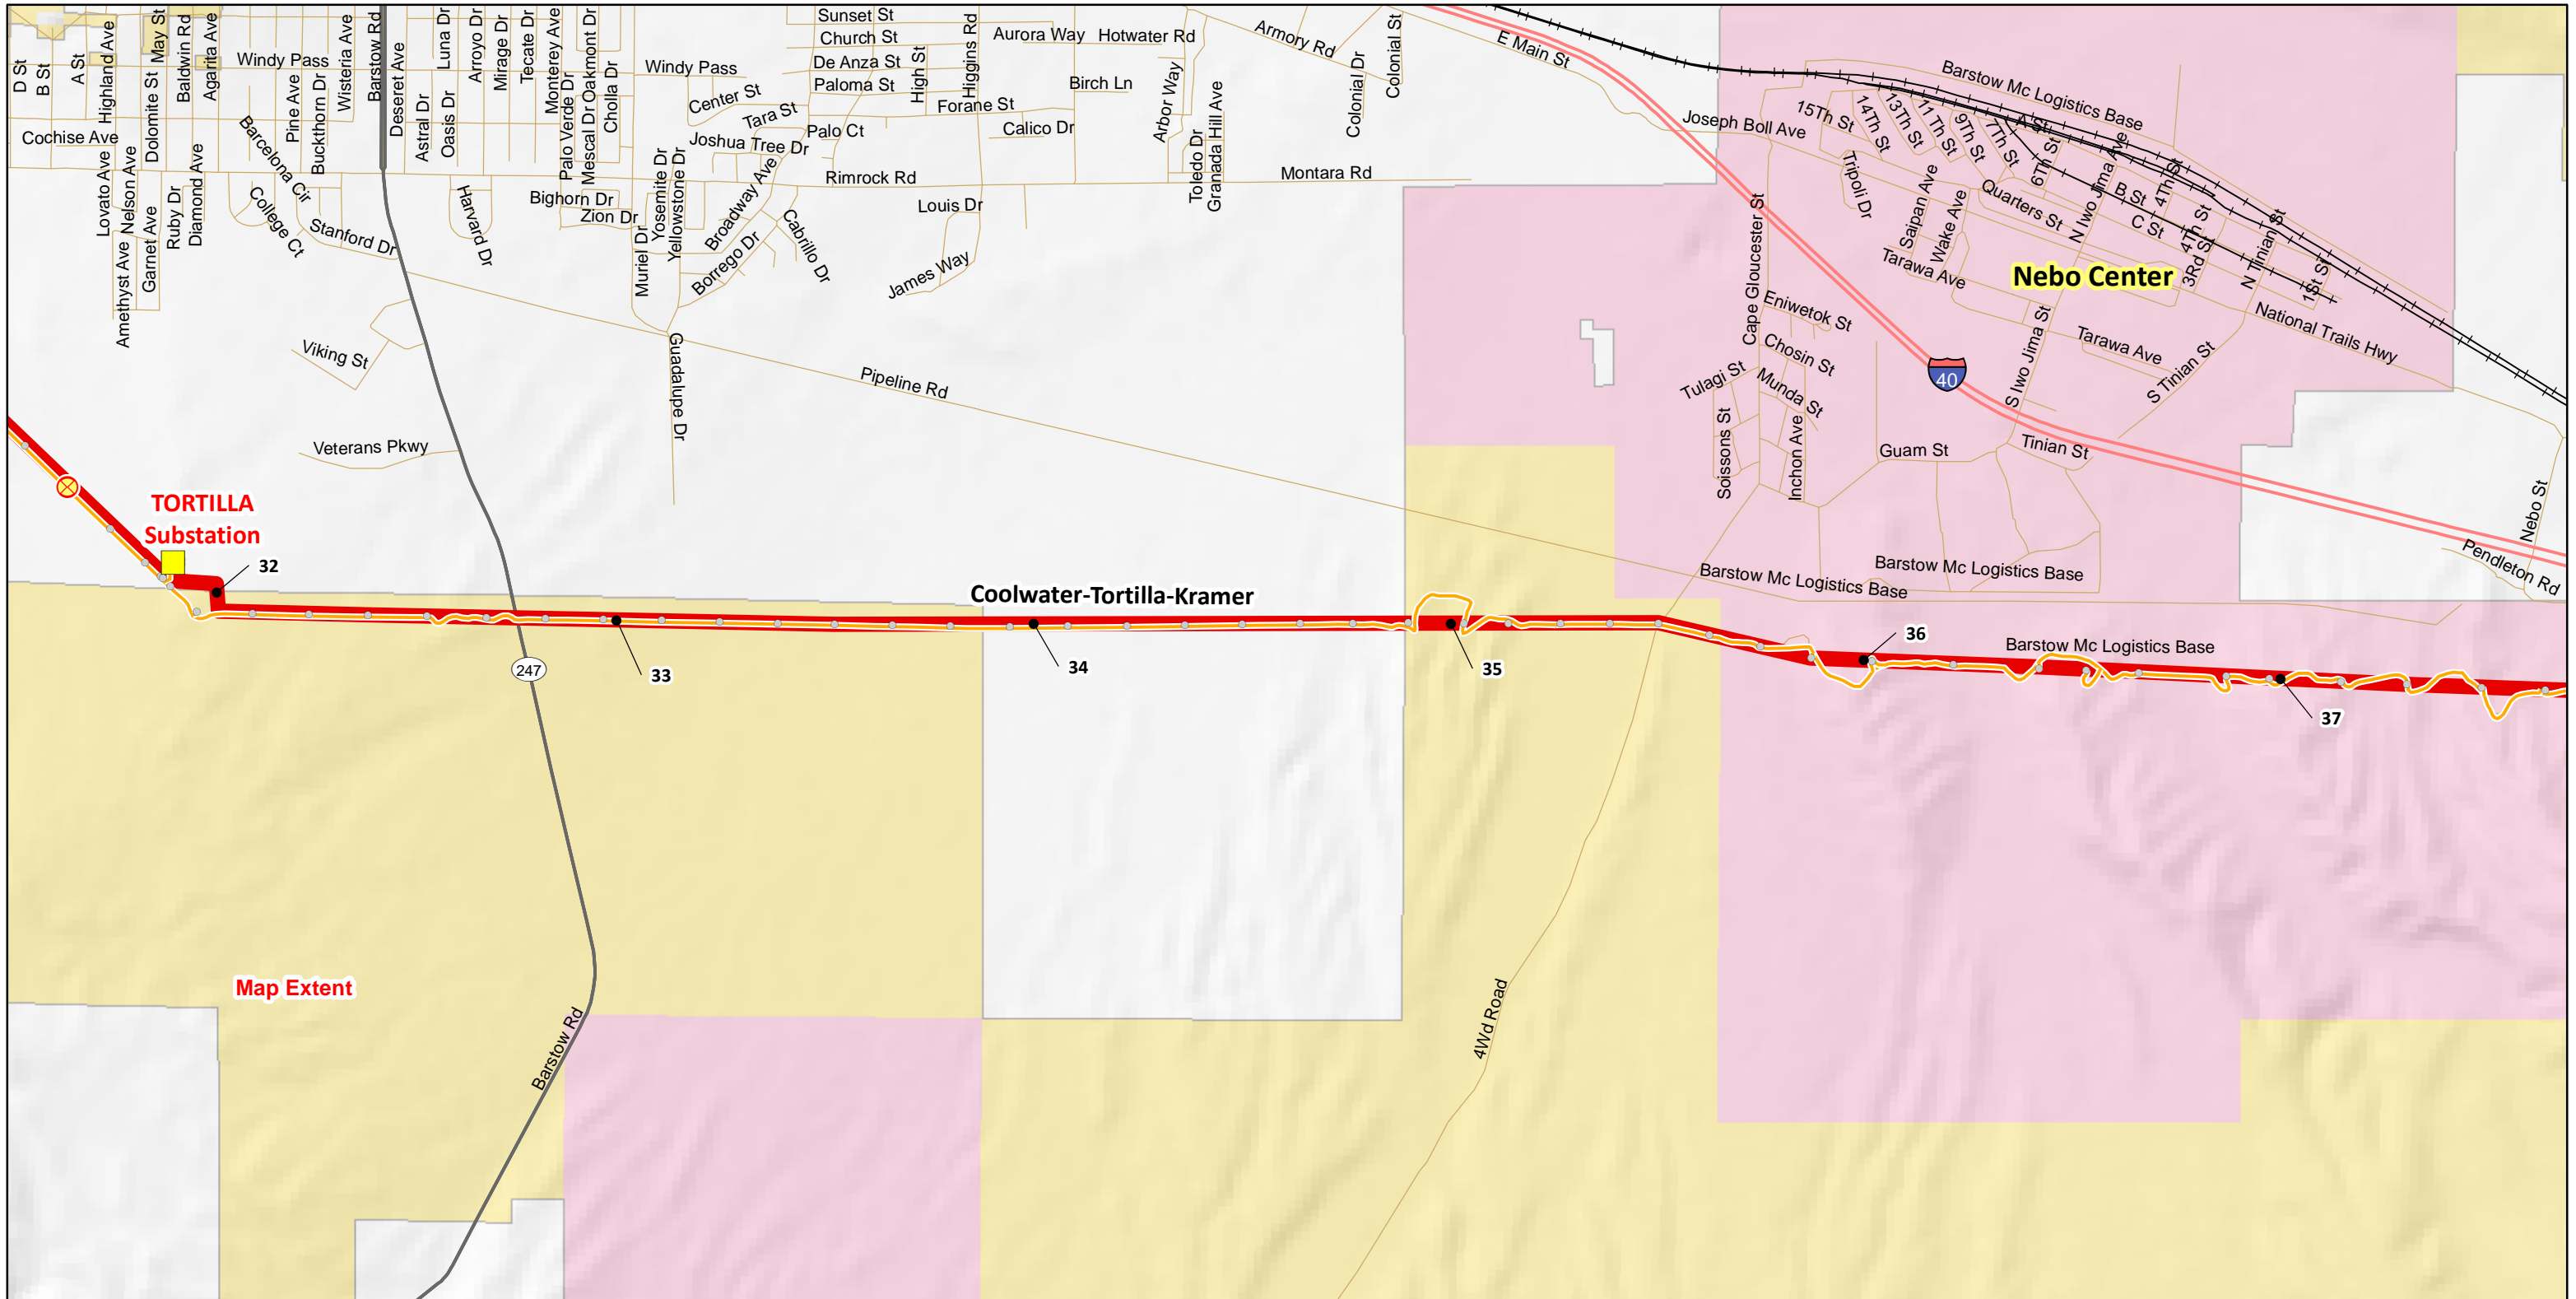 Sunset St
Church St
De Anza St
Paloma St
High St
Higgins Rd
Aurora Way
Hotwater Rd
Armory Rd
Colonial St
Colonial Dr
E Main St
Barstow Mc Logistics Base
D St
B St
A St
Highland Ave
May St
Dolomite St
Baldwin Rd
Agarita Ave
Windy Pass
Pine Ave
Buckthorn Dr
Wisteria Ave
Barstow Rd
Deseret Ave
Luna Dr
Astral Dr
Oasis Dr
Arroyo Dr
Mirage Dr
Tecate Dr
Monterey Ave
Palo Verde Dr
Oakmont Dr
Mescal Dr
Cholla Dr
Windy Pass
Center St
Tara St
Forane St
Birch Ln
Calico Dr
Arbor Way
Granada Hill Ave
Toledo Dr
Joseph Boll Ave
15Th St
14Th St
13Th St
11 Th St
9Th St
7Th St
A St
6Th St
N Iwo Jima Ave
4Th St
B St
C St
4Th St
3Rd St
N Tinian St
1St St
Cochise Ave
Lovato Ave
Nelson Ave
Barcelona Cir
Palo Ct
Joshua Tree Dr
Rimrock Rd
Montara Rd
Ruby Dr
Diamond Ave
Garnet Ave
Amethyst Ave
College Ct
Stanford Dr
Harvard Dr
Bighorn Dr
Zion Dr
Yosemite Dr
Yellowstone Dr
Muriel Dr
Broadway Ave
Borrego Dr
Cabrillo Dr
Louis Dr
James Way
Tripoli Dr
Saipan Ave
Wake Ave
Quarters St
Tarawa Ave
Nebo Center
Cape Gloucester St
Eniwetok St
Chosin St
Munda St
Tulagi St
Soissons St
Inchon Ave
40
S Iwo Jima St
Tarawa Ave
S Tinian St
National Trails Hwy
Guam St
Tinian St
Nebo St
Pendleton Rd
Viking St
Veterans Pkwy
Guadalupe Dr
Pipeline Rd
TORTILLA
Substation
32
Coolwater-Tortilla-Kramer
Barstow Mc Logistics Base
Barstow Mc Logistics Base
Barstow Mc Logistics Base
247
33
34
35
36
37
Map Extent
Barstow Rd
4Wd Road